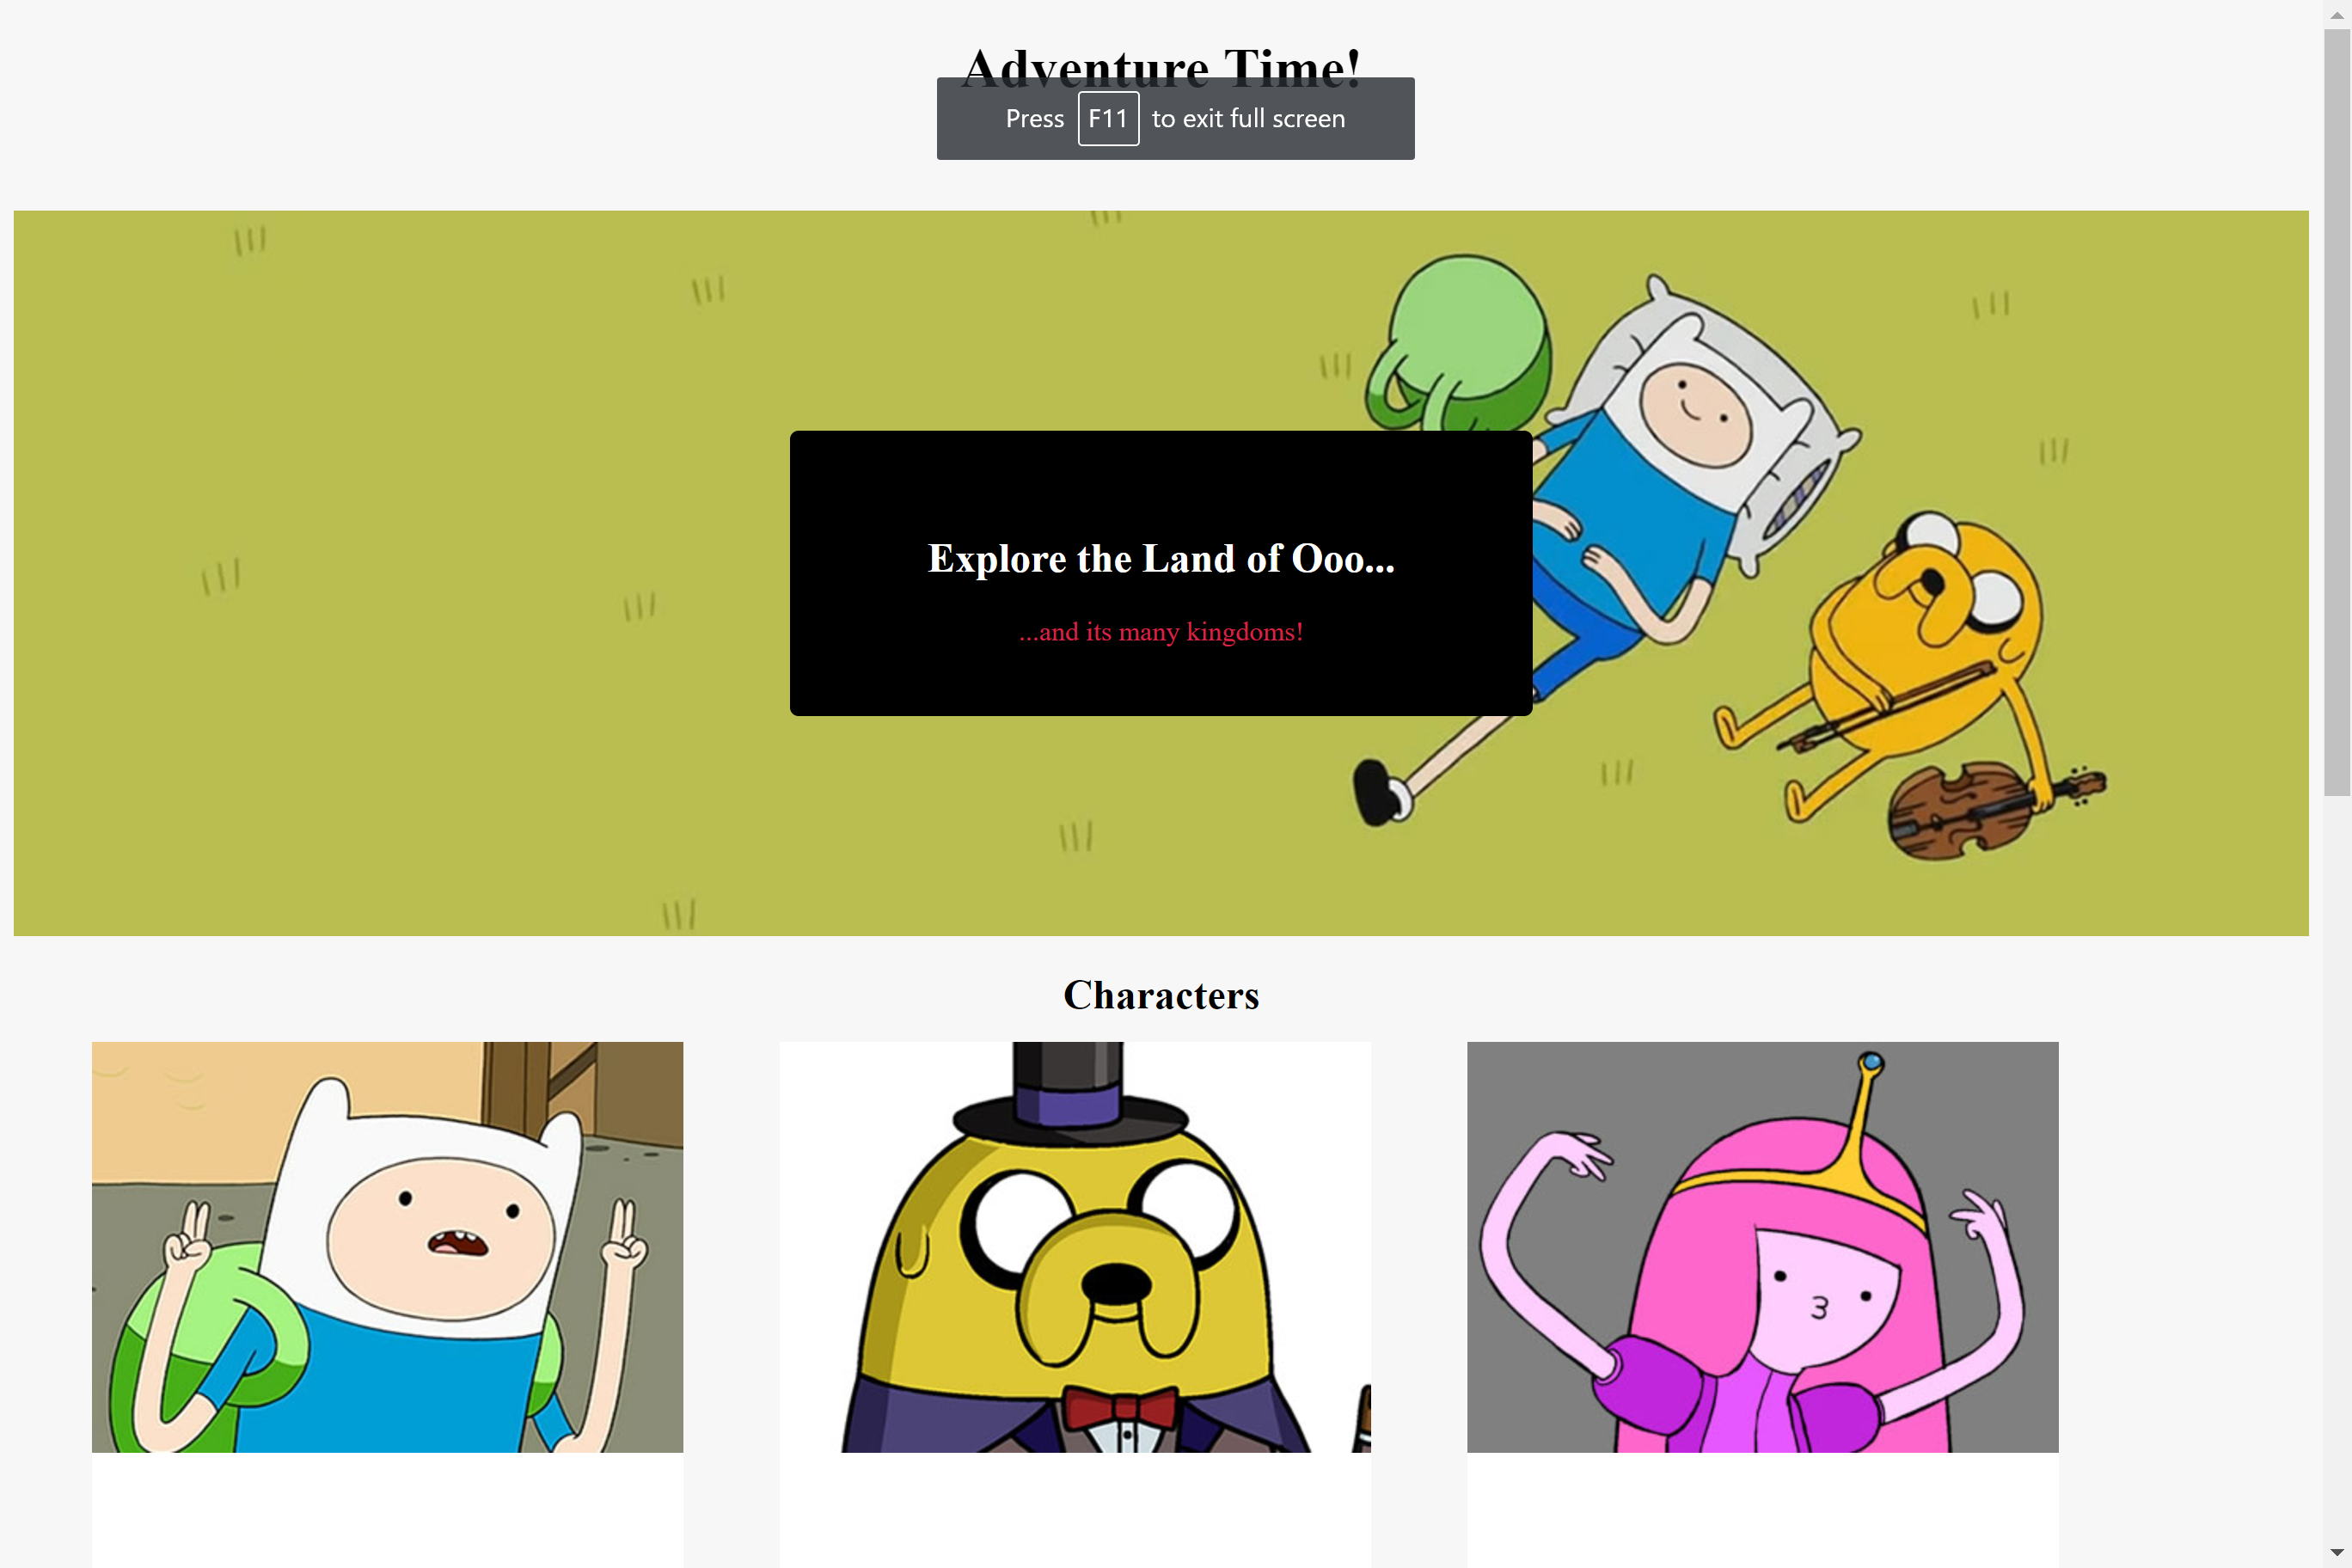 Adventure Time!
Press F11 to exit full screen
Explore the Land of Ooo...
...and its many kingdoms!
Characters